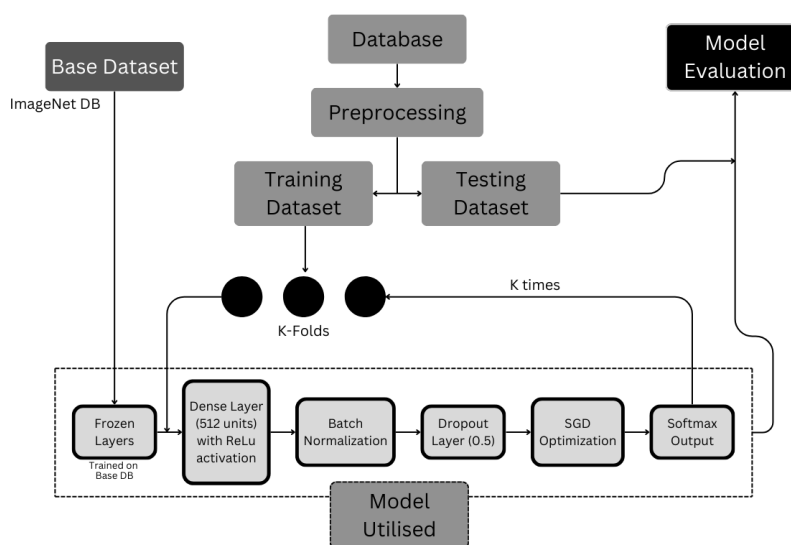 Database
Model
Evaluation
Base Dataset
ImageNet DB
Preprocessing
Training
Dataset
Testing
Dataset
K times
K-Folds
Frozen
Layers
Trained on
Base DB
Dense Layer
(512 units)
with ReLu
activation
Batch
Normalization
Dropout
Layer (0.5)
SGD
Optimization
Softmax
Output
Model
Utilised